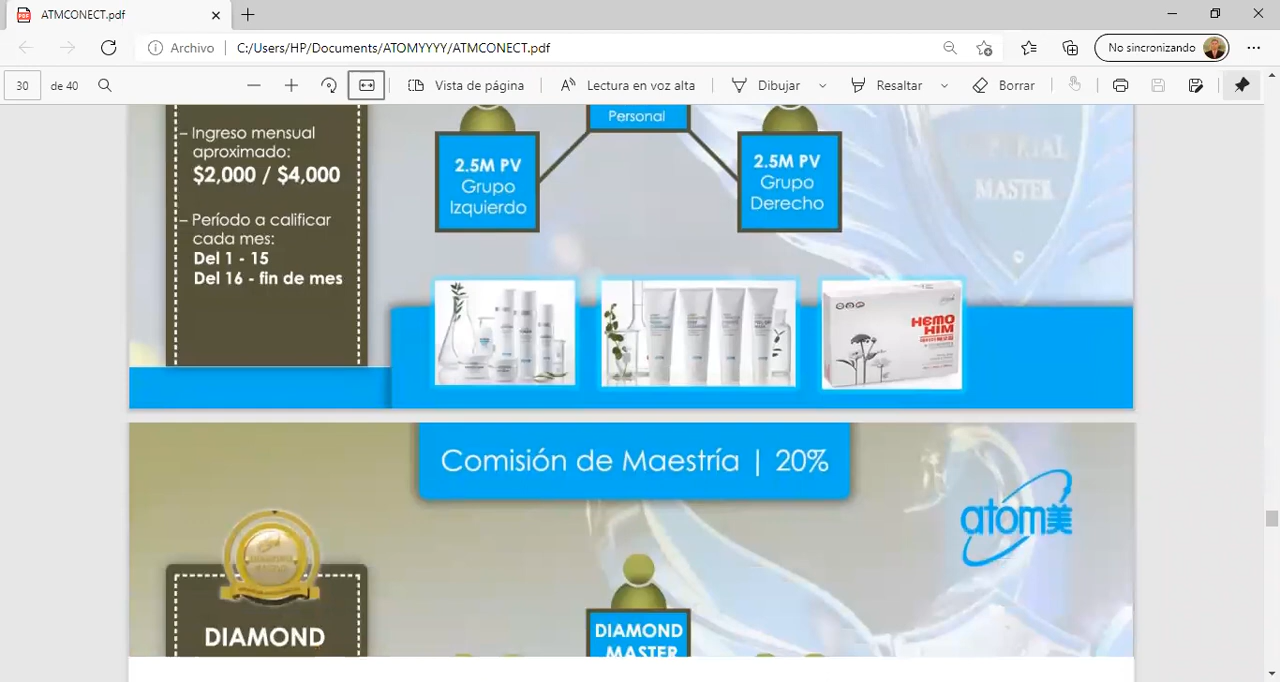 ATMCONECT.pdf
Archivo
C:/Users/HP/Documents/ATOMYYYY/ATMCONECT.pdf
No sincronizando
30
de 40
Vista de página
Lectura en voz alta
Dibujar
Resaltar
Borrar
– Ingreso mensual
aproximado:
$2,000 / $4,000
– Período a calificar
cada mes:
Del 1 - 15
Del 16 - fin de mes
Personal
2.5M PV
Grupo
Izquierdo
2.5M PV
Grupo
Derecho
MASTER
HEMO
HIM
Comisión de Maestría | 20%
atom美
DIAMOND
DIAMOND
MASTER